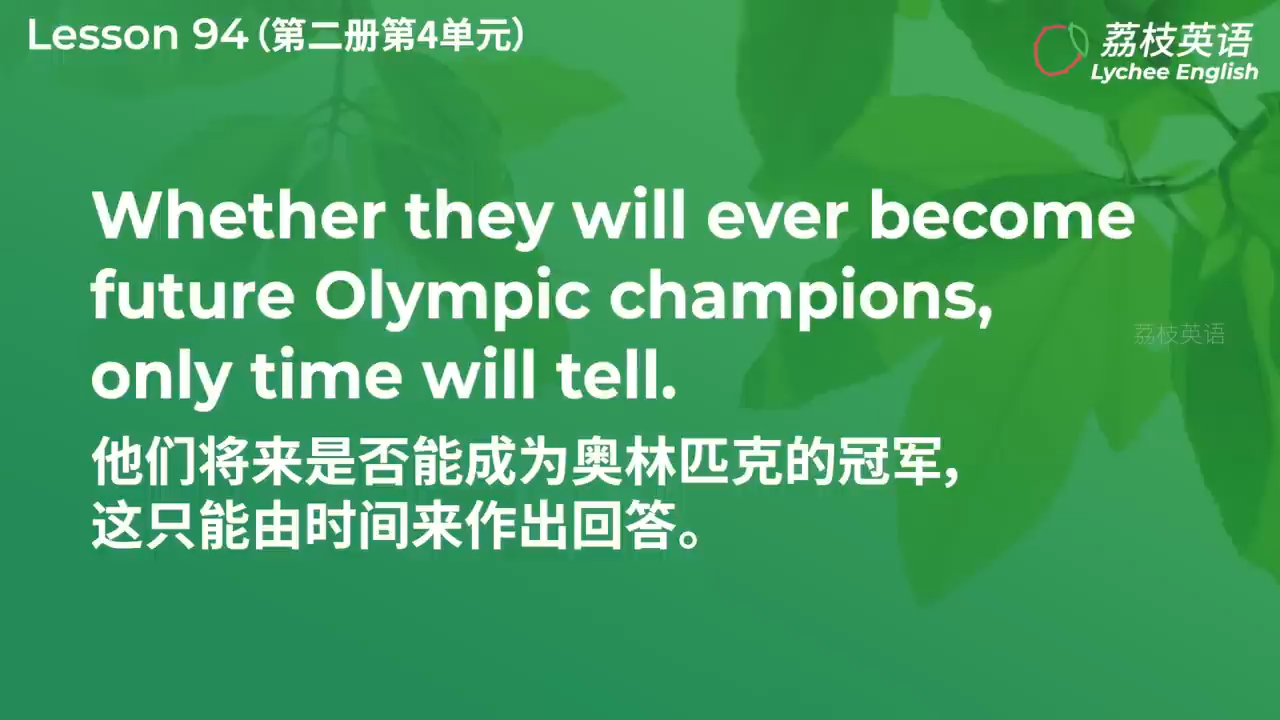 Lesson 94（第二册第4单元）
荔枝英语
Lychee English
Whether they will ever become
future Olympic champions,
荔枝英语
only time will tell.
他们将来是否能成为奥林匹克的冠军,
这只能由时间来作出回答。